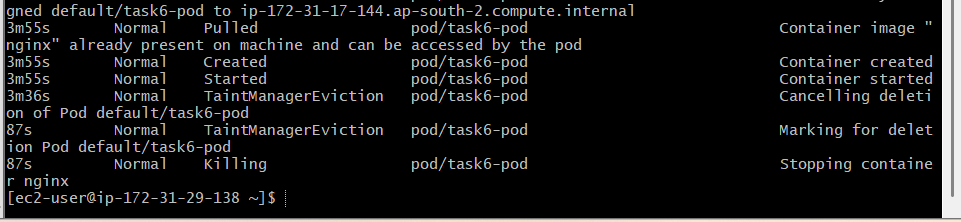 gned default/task6-pod to ip-172-31-17-144.ap-south-2.compute.internal
3m55s Normal Pulled pod/task6-pod Container image "
nginx" already present on machine and can be accessed by the pod
3m55s Normal Created pod/task6-pod Container created
3m55s Normal Started pod/task6-pod Container started
3m36s Normal TaintManagerEviction pod/task6-pod Cancelling deleti
on of Pod default/task6-pod
87s Normal TaintManagerEviction pod/task6-pod Marking for delet
ion Pod default/task6-pod
87s Normal Killing pod/task6-pod Stopping containe
r nginx
[ec2-user@ip-172-31-29-138 ~]$